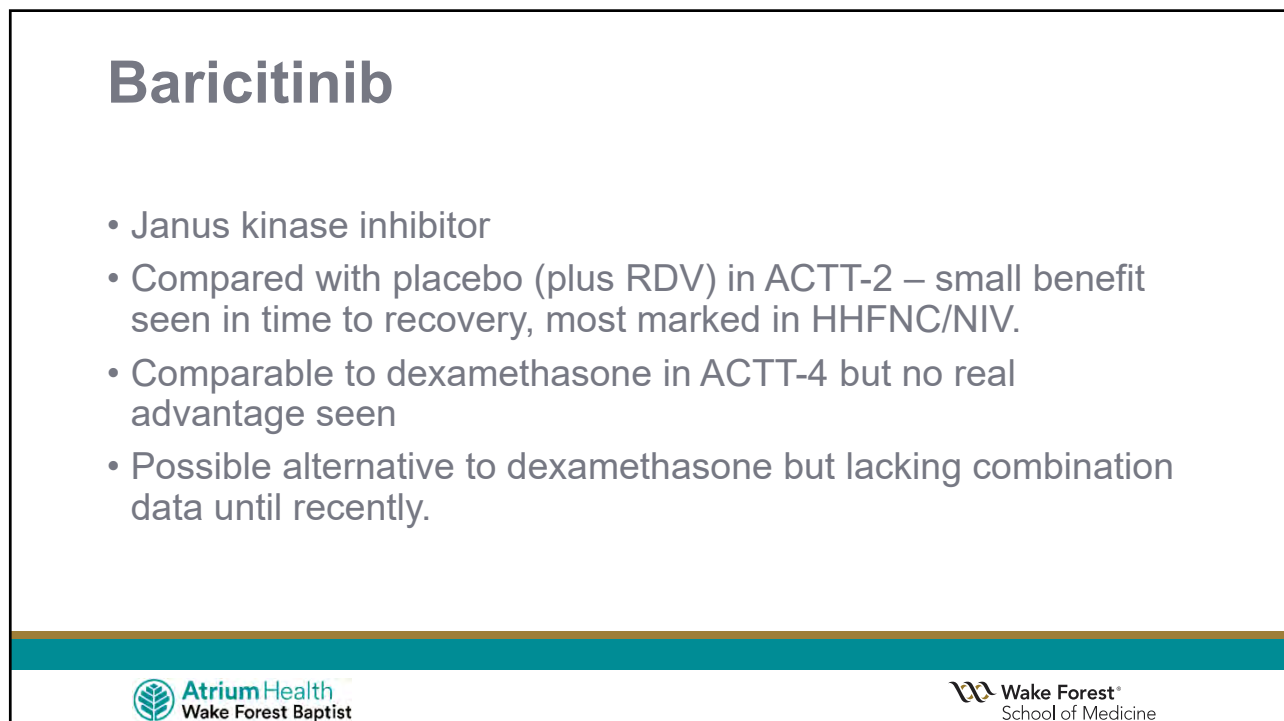 Baricitinib
• Janus kinase inhibitor
• Compared with placebo (plus RDV) in ACTT-2 – small benefit
seen in time to recovery, most marked in HHFNC/NIV.
• Comparable to dexamethasone in ACTT-4 but no real
advantage seen
• Possible alternative to dexamethasone but lacking combination
data until recently.
Atrium Health
Wake Forest Baptist
Wake Forest®
School of Medicine